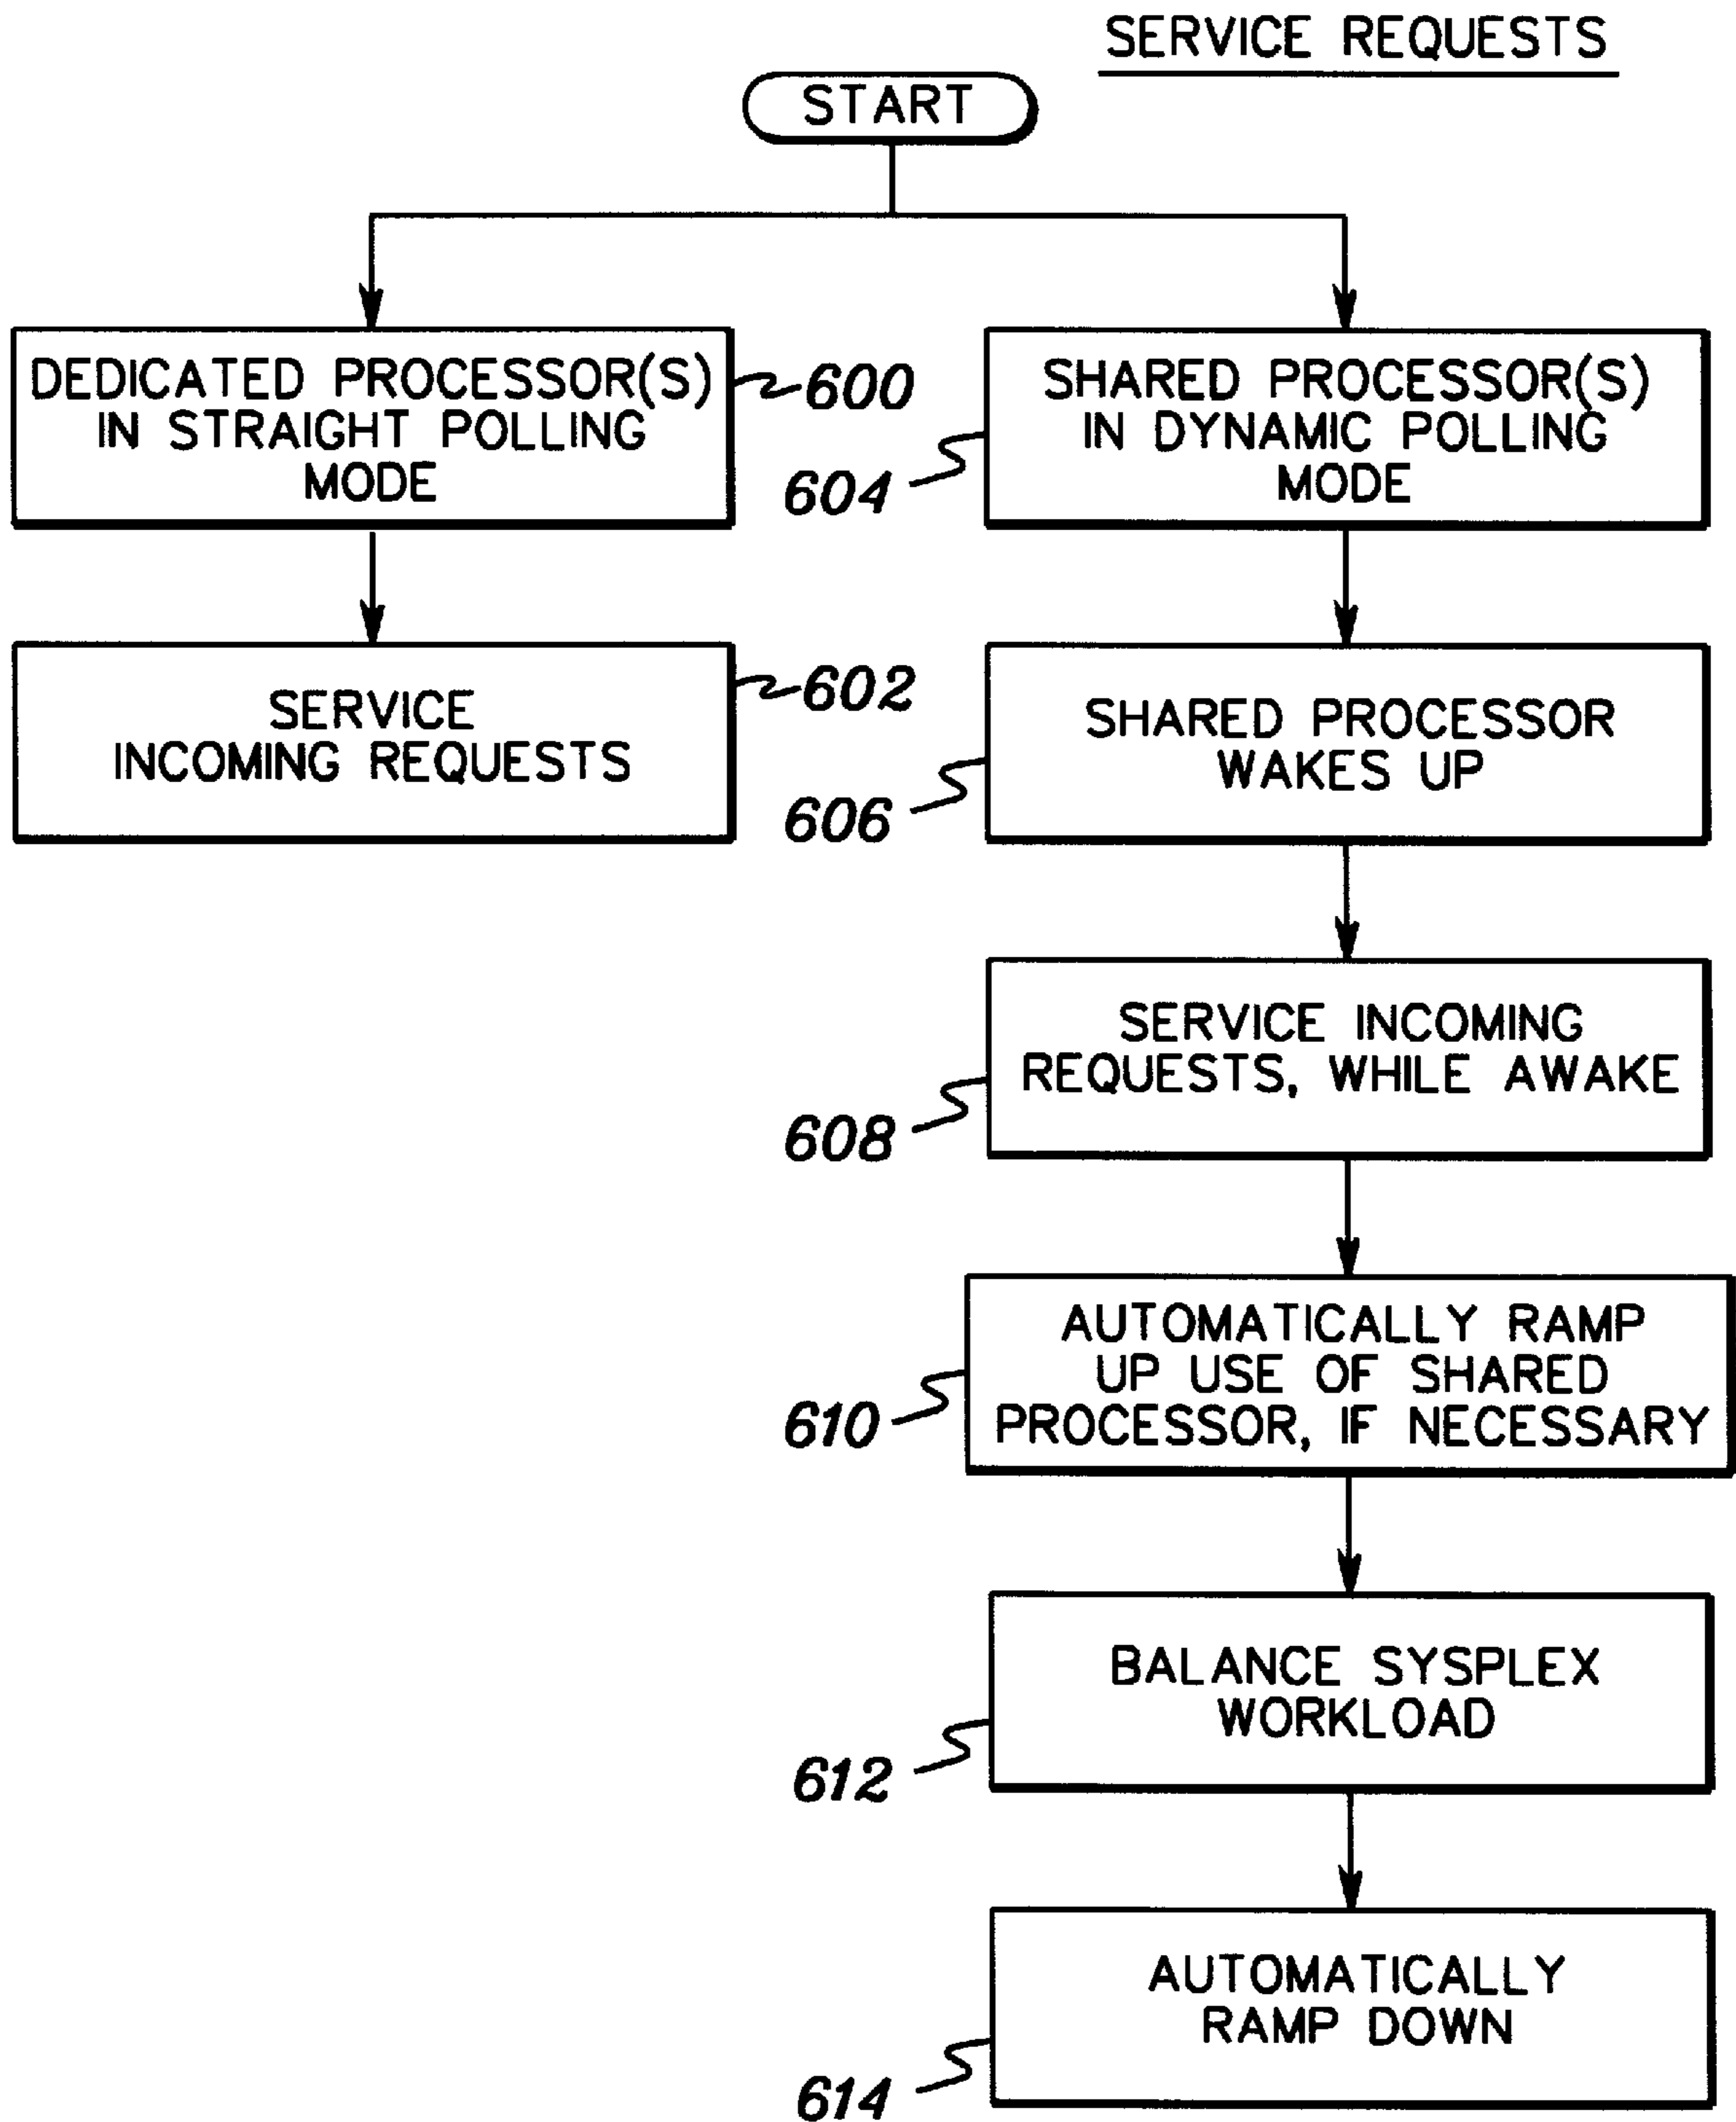 SERVICE REQUESTS
START
DEDICATED PROCESSOR(S)
IN STRAIGHT POLLING
MODE
600
SERVICE
INCOMING REQUESTS
602
SHARED PROCESSOR(S)
IN DYNAMIC POLLING
MODE
604
SHARED PROCESSOR
WAKES UP
606
SERVICE INCOMING
REQUESTS, WHILE AWAKE
608
AUTOMATICALLY RAMP
UP USE OF SHARED
PROCESSOR, IF NECESSARY
610
BALANCE SYSPLEX
WORKLOAD
612
AUTOMATICALLY
RAMP DOWN
614